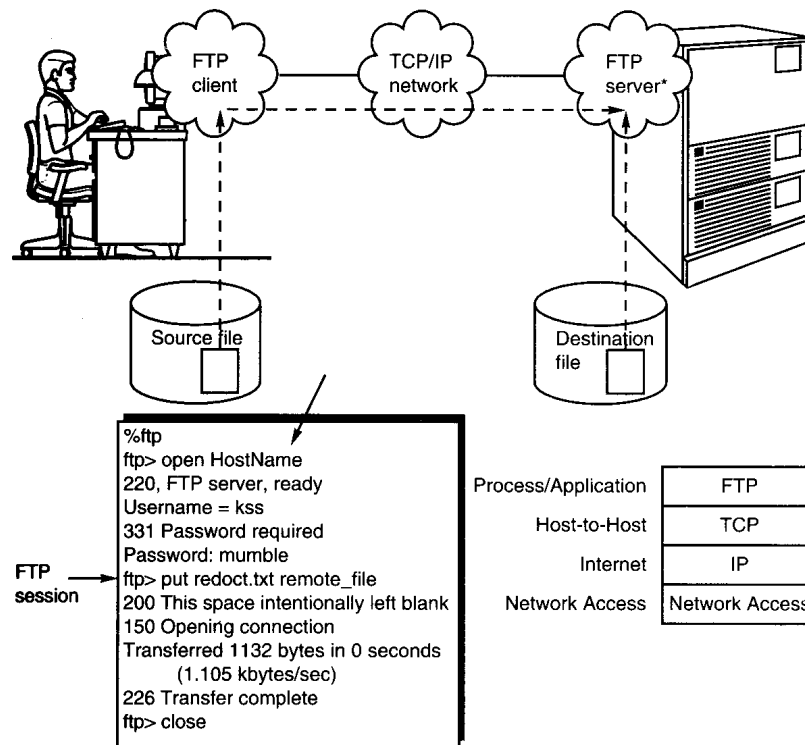 FTP
client
TCP/IP
network
FTP
server*
Source file
Destination
file
%ftp
ftp> open HostName
220, FTP server, ready
Username = kss
331 Password required
Password: mumble
ftp> put redoct.txt remote_file
200 This space intentionally left blank
150 Opening connection
Transferred 1132 bytes in 0 seconds
(1.105 kbytes/sec)
226 Transfer complete
ftp> close
FTP
session
Process/Application FTP
Host-to-Host TCP
Internet IP
Network Access Network Access